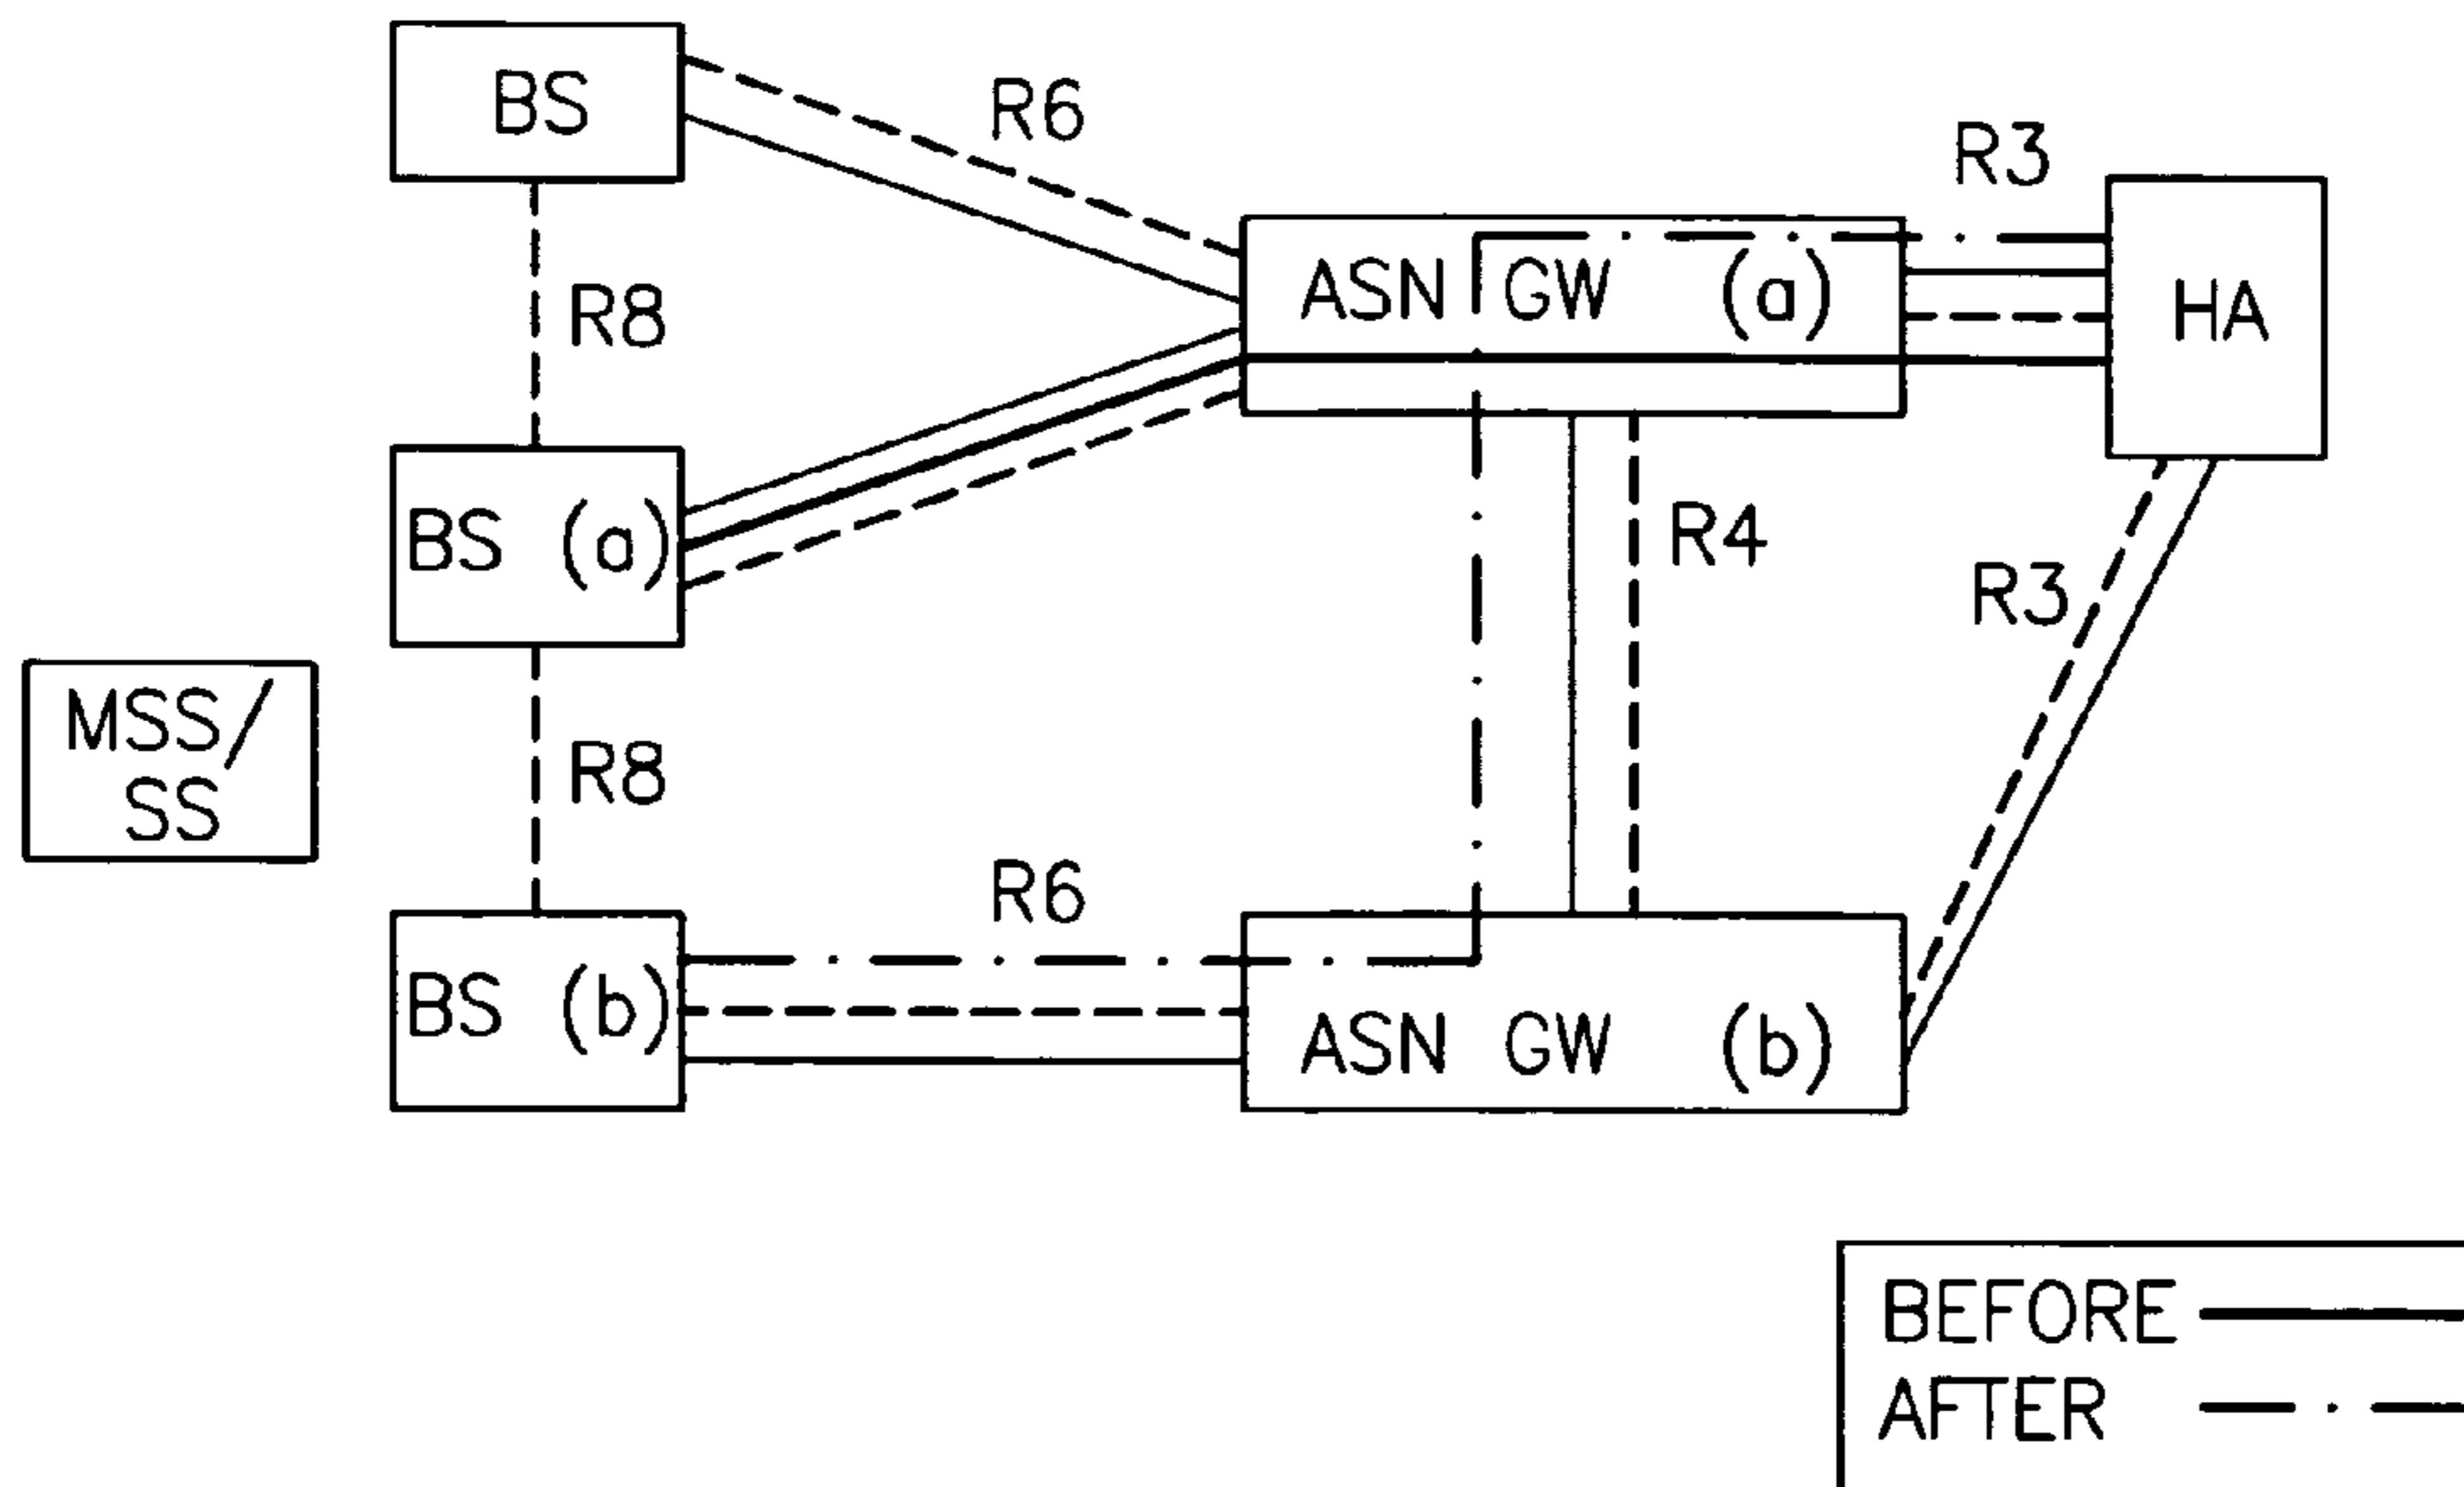 BS
R6
R3
R8
ASN GW (a)
HA
BS (a)
R4
R3
MSS/
SS
R8
R6
BS (b)
ASN GW (b)
BEFORE
AFTER